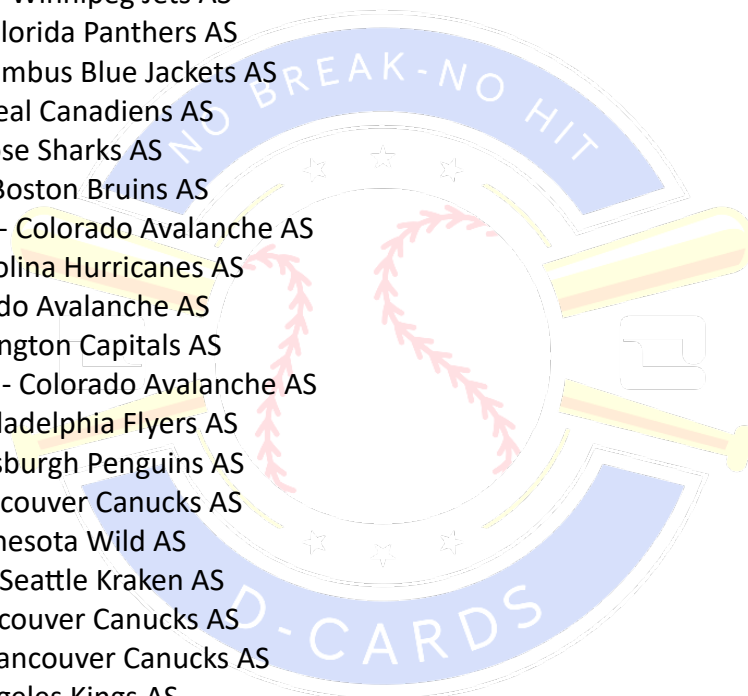 Winnipeg Jets AS
lorida Panthers AS
mbus Blue Jackets AS
eal Canadiens AS
se Sharks AS
Boston Bruins AS
- Colorado Avalanche AS
olina Hurricanes AS
do Avalanche AS
ngton Capitals AS
- Colorado Avalanche AS
ladelphia Flyers AS
sburgh Penguins AS
couver Canucks AS
nesota Wild AS
Seattle Kraken AS
couver Canucks AS
ancouver Canucks AS
geles Kings AS
NO BREAK-NO HIT
D-CARDS